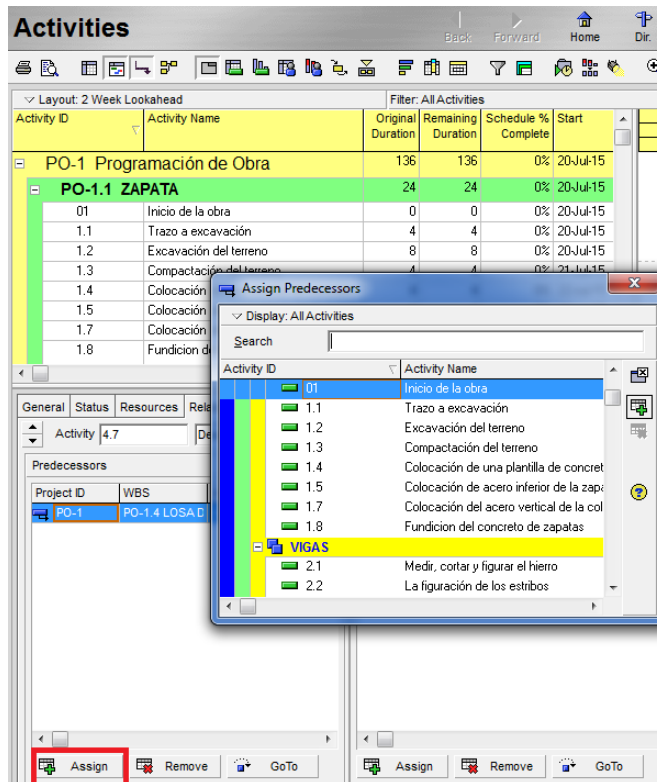 Activities
Back Forward Home Dir.
Layout: 2 Week Lookahead Filter: All Activities
Activity ID Activity Name Original Duration Remaining Duration Schedule % Complete Start
PO-1 Programación de Obra 136 136 0% 20-Jul-15
PO-1.1 ZAPATA 24 24 0% 20-Jul-15
01 Inicio de la obra 0 0 0% 20-Jul-15
1.1 Trazo a excavación 4 4 0% 20-Jul-15
1.2 Excavación del terreno 8 8 0% 20-Jul-15
1.3 Compactación del terreno 4 4 0% 21-Jul-15
1.4 Colocación
1.5 Colocación
1.7 Colocación
1.8 Fundicion d
Assign Predecessors
Display: All Activities
Search
Activity ID Activity Name
01 Inicio de la obra
1.1 Trazo a excavación
1.2 Excavación del terreno
1.3 Compactación del terreno
1.4 Colocación de una plantilla de concret
1.5 Colocación de acero inferior de la zapa
1.7 Colocación del acero vertical de la col
1.8 Fundicion del concreto de zapatas
VIGAS
2.1 Medir, cortar y figurar el hierro
2.2 La figuración de los estribos
General Status Resources Rela
Activity 4.7 De
Predecessors
Project ID WBS
PO-1 PO-1.4 LOSA D
Assign Remove GoTo Assign Remove GoTo